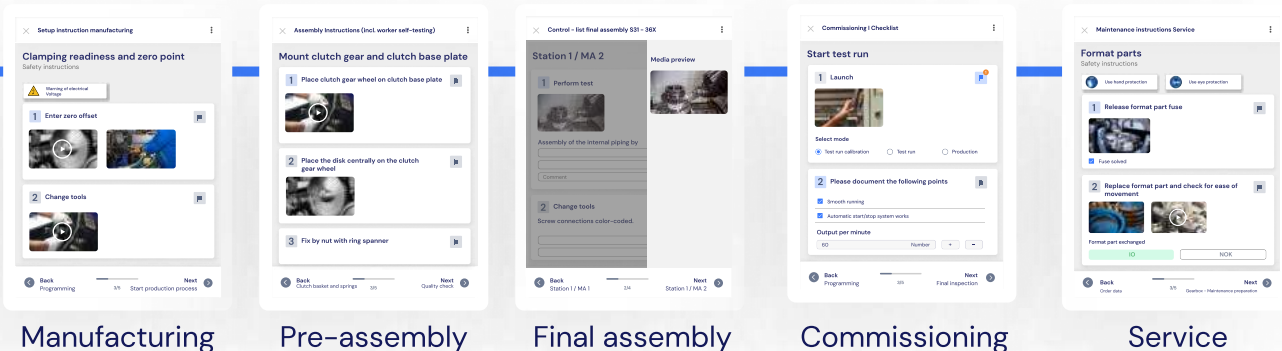 Setup instruction manufacturing
Clamping readiness and zero point
Safety instructions
Warning of electrical
Voltage
1 Enter zero offset
2 Change tools
Back
Programming
3/5
Next
Start production process
Manufacturing
Assembly Instructions (incl. worker self-testing)
Mount clutch gear and clutch base plate
1 Place clutch gear wheel on clutch base plate
2 Place the disk centrally on the clutch
gear wheel
3 Fix by nut with ring spanner
Back
Clutch basket and springs
3/5
Next
Quality check
Pre-assembly
Control - list final assembly S31 - 36X
Station 1 / MA 2
Media preview
1 Perform test
Assembly of the internal piping by
Comment
2 Change tools
Screw connections color-coded.
Back
Station 1 / MA 1
2/4
Next
Station 1 / MA 2
Final assembly
Commissioning I Checklist
Start test run
1 Launch
Select mode
Test run calibration
Test run
Production
2 Please document the following points
Smooth running
Automatic start/stop system works
Output per minute
60 Number + -
Back
Programming
Next
Final inspection
Commissioning
Maintenance instructions Service
Format parts
Safety instructions
Use hand protection
Use eye protection
1 Release format part fuse
Fuse solved
2 Replace format part and check for ease of
movement
Format part exchanged
IO
NOK
Back
Order data
3/5
Next
Gearbox - Maintenance preparation
Service